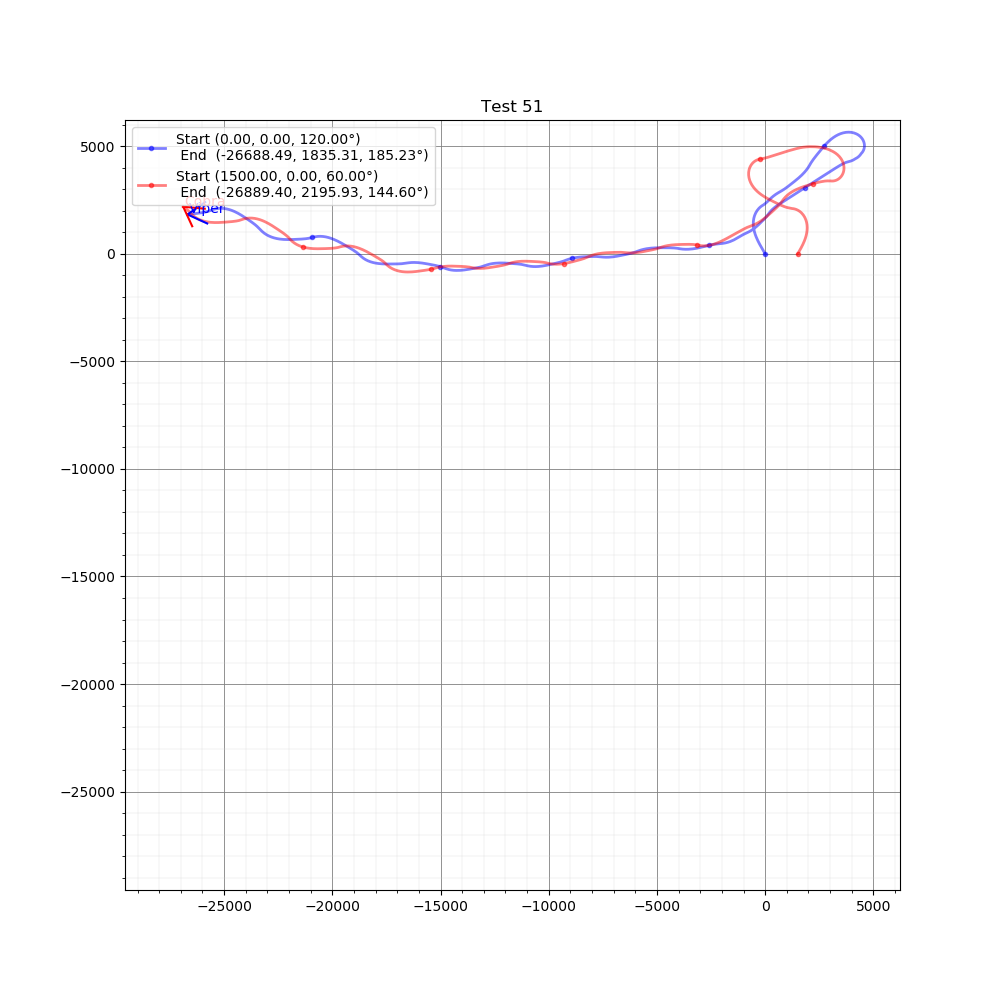 Test 51
Start (0.00, 0.00, 120.00°)
End (-26688.49, 1835.31, 185.23°)
Start (1500.00, 0.00, 60.00°)
End (-26889.40, 2195.93, 144.60°)
5000
0
−5000
−10000
−15000
−20000
−25000
−25000 −20000 −15000 −10000 −5000 0 5000